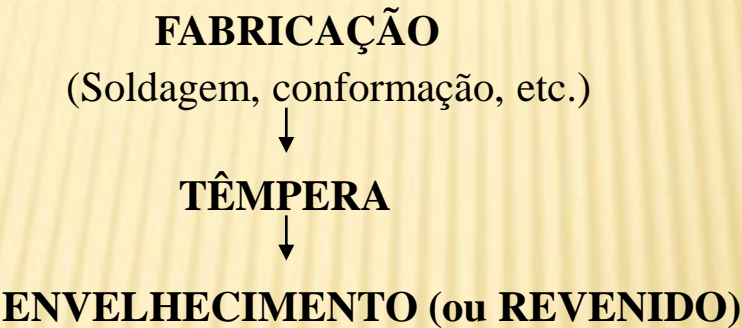 FABRICAÇÃO
(Soldagem, conformação, etc.)
TÊMPERA
ENVELHECIMENTO (ou REVENIDO)